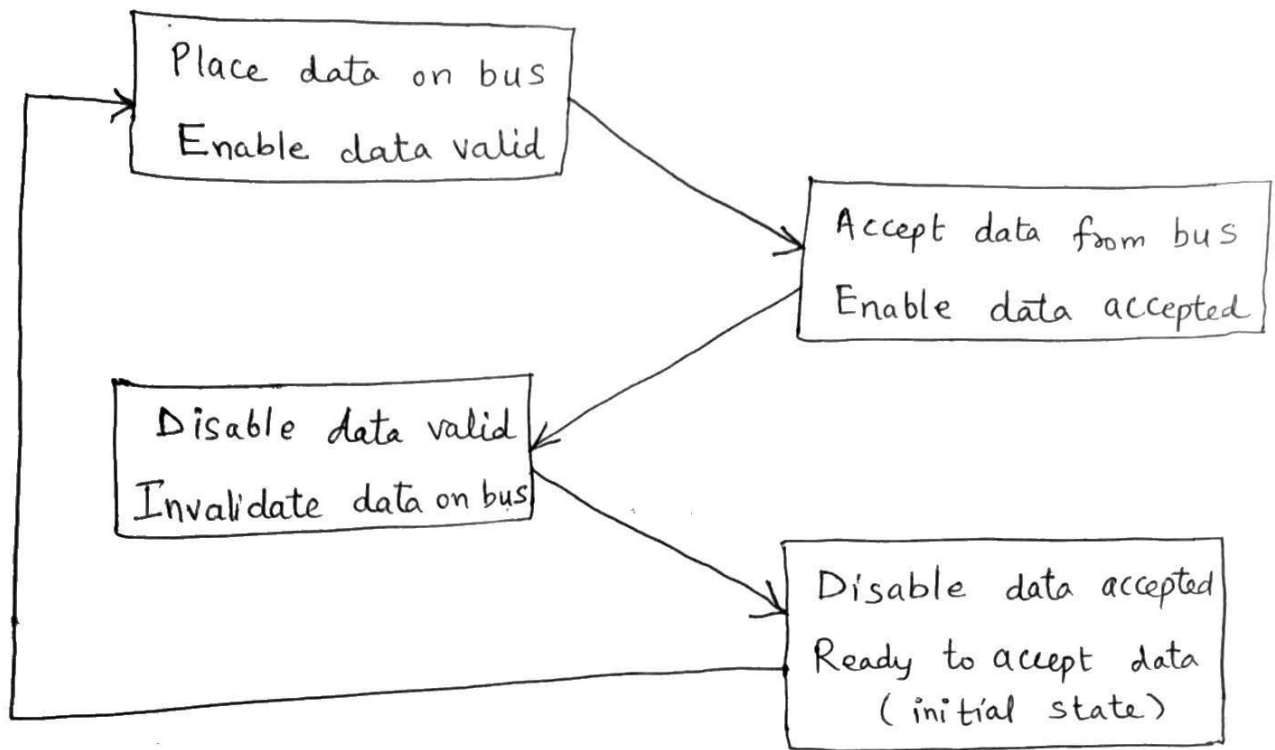 Place data on bus
Enable data valid
Accept data from bus
Enable data accepted
Disable data valid
Invalidate data on bus
Disable data accepted
Ready to accept data
(initial state)